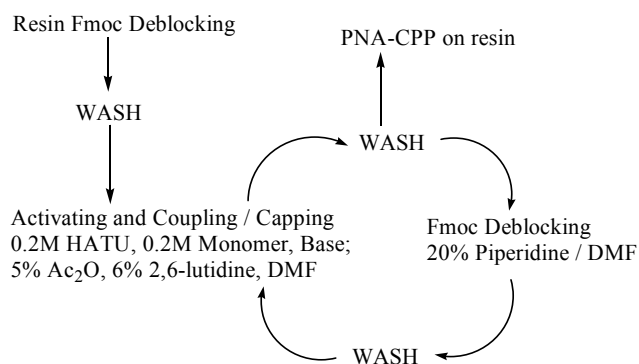 Resin Fmoc Deblocking
PNA-CPP on resin
WASH
WASH
Activating and Coupling / Capping
0.2M HATU, 0.2M Monomer, Base;
5% Ac₂O, 6% 2,6-lutidine, DMF
Fmoc Deblocking
20% Piperidine / DMF
WASH